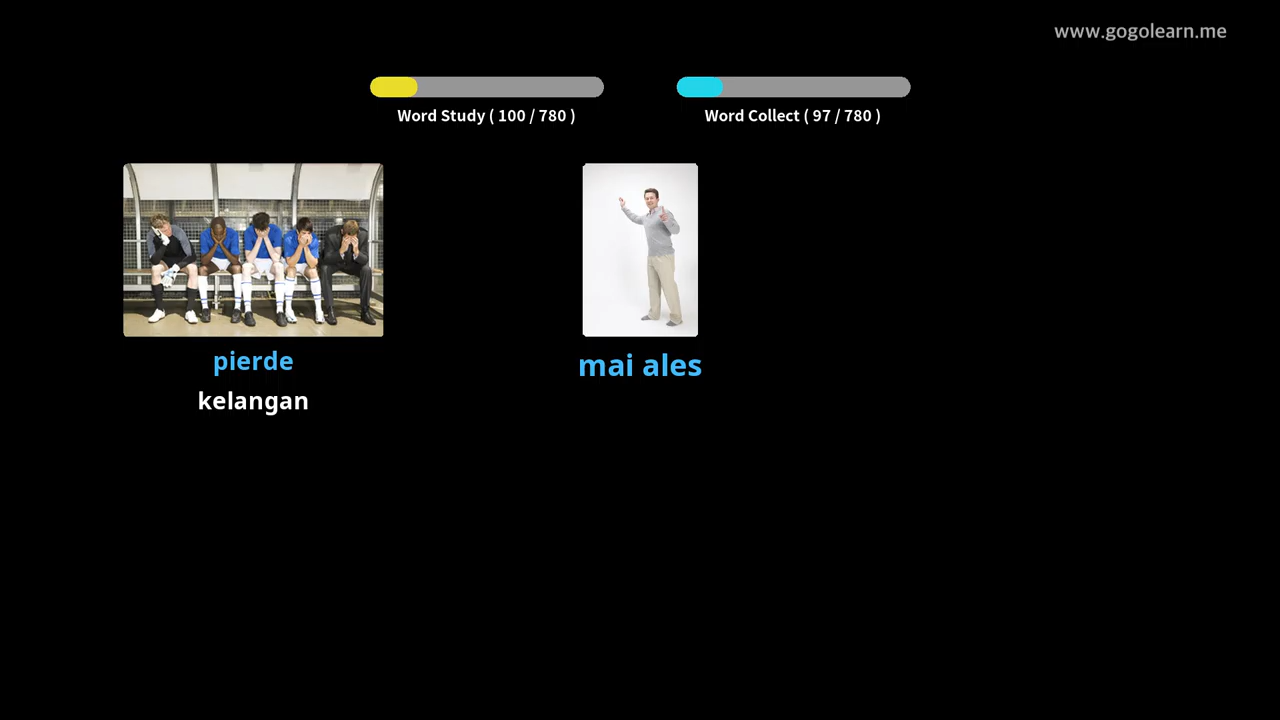 www.gogolearn.me
Word Study ( 100 / 780 )
Word Collect ( 97 / 780 )
pierde
kelangan
mai ales